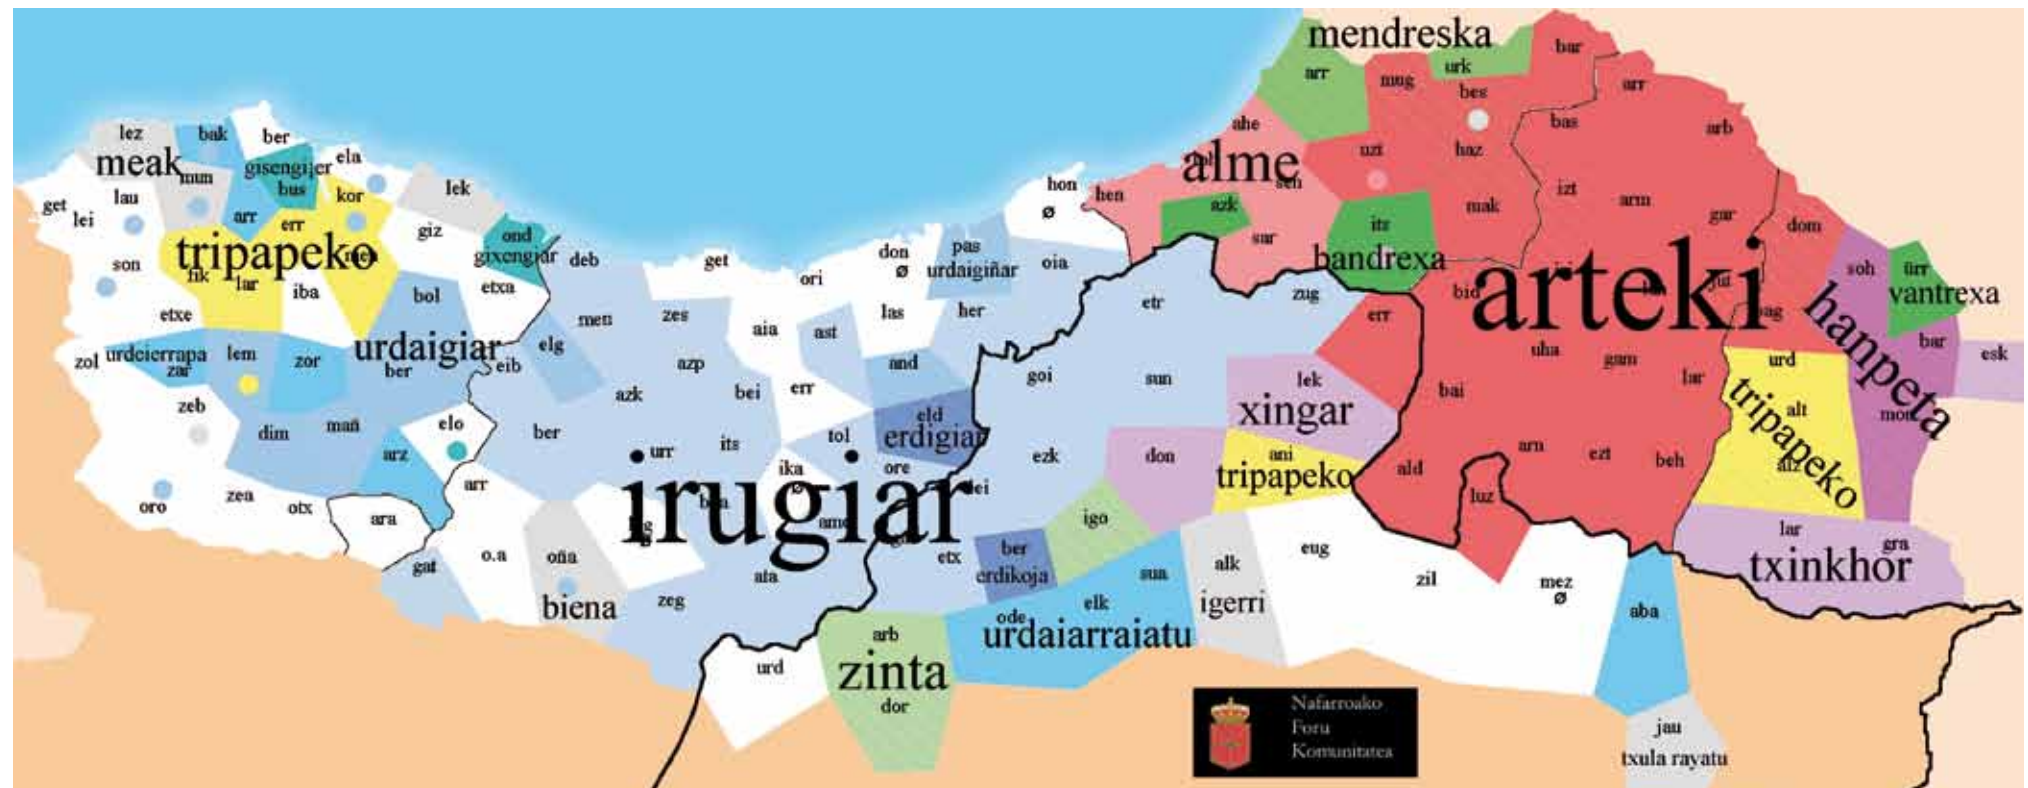 mendreska
bar
arr
mug
urk
arr
bes
lez
bak
ber
ahe
bas
arb
meak
gisengijer
ela
alme
uzt
haz
mun
bus
kor
lek
hon
hen
izt
get
lei
lau
arr
err
giz
ø
azk
mak
arm
gar
son
tripapeko
ond
gixengiar
deb
get
ori
don
ø
pas
urdaigiñar
oia
sar
its
bandrexa
dom
fik
lar
iba
bol
etxa
etr
zug
bid
arteki
soh
ürr
vantrexa
etxe
men
zes
aia
ast
las
her
err
hanpeta
zol
urdeierrapa
zar
lem
zor
urdaigiar
ber
eib
elg
azp
and
goi
sun
uha
gam
urd
bar
esk
zeb
azk
bei
err
lek
xingar
bai
lar
tripapeko
alt
mon
dim
mañ
elo
ber
its
tol
eld
erdigiar
ezk
don
ani
tripapeko
ald
arn
ezt
beh
arz
urr
ika
ø
ore
luz
oro
zea
otx
ara
arr
irugiar
igo
lar
gra
txinkhor
gat
o.a
oña
ata
etx
ber
erdikoja
sua
alk
eug
zil
mez
ø
biena
zeg
ode
elk
urdaiarraiatu
igerri
aba
urd
arb
zinta
dor
Nafarroako
Foru
Komunitatea
jau
txula rayatu